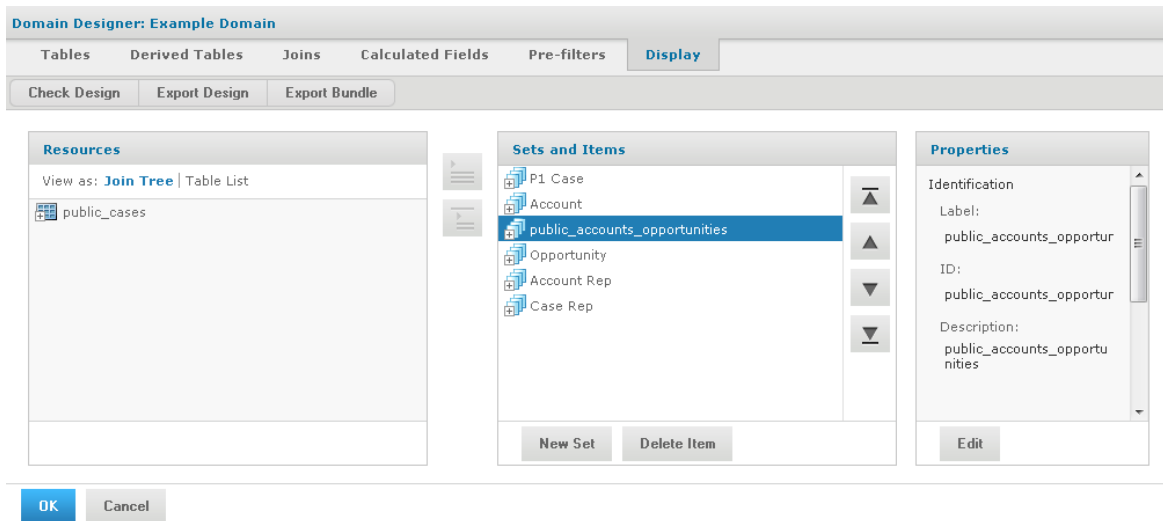 Domain Designer: Example Domain
Tables Derived Tables Joins Calculated Fields Pre-filters Display
Check Design Export Design Export Bundle
Resources
View as: Join Tree | Table List
public_cases
Sets and Items
P1 Case
Account
public_accounts_opportunities
Opportunity
Account Rep
Case Rep
New Set Delete Item
Properties
Identification
Label:
public_accounts_opportur
ID:
public_accounts_opportur
Description:
public_accounts_opportu
nities
Edit
OK Cancel